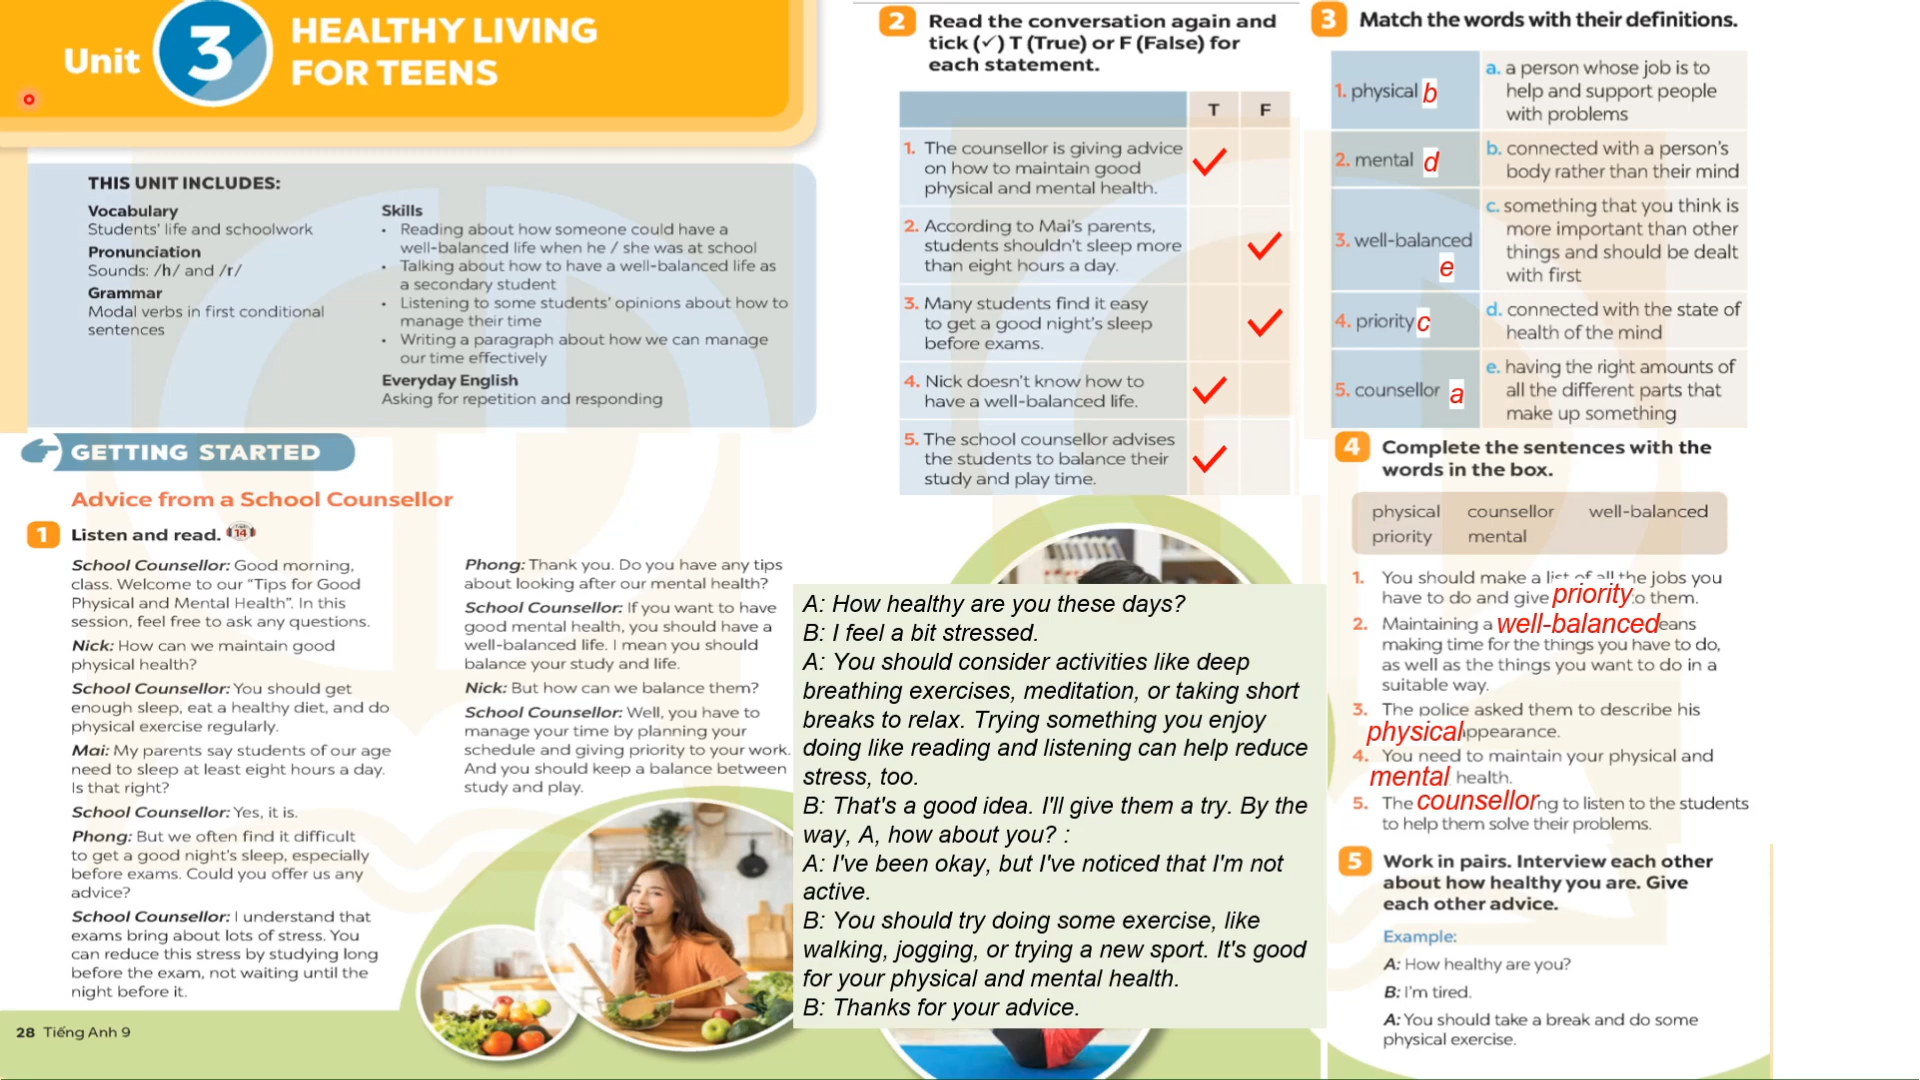 Unit 3 HEALTHY LIVING
FOR TEENS
THIS UNIT INCLUDES:
Vocabulary
Students' life and schoolwork
Pronunciation
Sounds: /h/ and /r/
Grammar
Modal verbs in first conditional
sentences
Skills
• Reading about how someone could have a
well-balanced life when he / she was at school
• Talking about how to have a well-balanced life as
a secondary student
• Listening to some students' opinions about how to
manage their time
• Writing a paragraph about how we can manage
our time effectively
Everyday English
Asking for repetition and responding
GETTING STARTED
Advice from a School Counsellor
1 Listen and read. 14
School Counsellor: Good morning,
class. Welcome to our "Tips for Good
Physical and Mental Health". In this
session, feel free to ask any questions.
Nick: How can we maintain good
physical health?
School Counsellor: You should get
enough sleep, eat a healthy diet, and do
physical exercise regularly.
Mai: My parents say students of our age
need to sleep at least eight hours a day.
Is that right?
School Counsellor: Yes, it is.
Phong: But we often find it difficult
to get a good night's sleep, especially
before exams. Could you offer us any
advice?
School Counsellor: I understand that
exams bring about lots of stress. You
can reduce this stress by studying long
before the exam, not waiting until the
night before it.
Phong: Thank you. Do you have any tips
about looking after our mental health?
School Counsellor: If you want to have
good mental health, you should have a
well-balanced life. I mean you should
balance your study and life.
Nick: But how can we balance them?
School Counsellor: Well, you have to
manage your time by planning your
schedule and giving priority to your work.
And you should keep a balance between
study and play.
28 Tiếng Anh 9
2 Read the conversation again and
tick (✓) T (True) or F (False) for
each statement.
T F
1. The counsellor is giving advice ✓
on how to maintain good
physical and mental health.
2. According to Mai's parents,
students shouldn't sleep more ✓
than eight hours a day.
3. Many students find it easy
to get a good night's sleep ✓
before exams.
4. Nick doesn't know how to ✓
have a well-balanced life.
5. The school counsellor advises
the students to balance their ✓
study and play time.
A: How healthy are you these days?
B: I feel a bit stressed.
A: You should consider activities like deep
breathing exercises, meditation, or taking short
breaks to relax. Trying something you enjoy
doing like reading and listening can help reduce
stress, too.
B: That's a good idea. I'll give them a try. By the
way, A, how about you? :
A: I've been okay, but I've noticed that I'm not
active.
B: You should try doing some exercise, like
walking, jogging, or trying a new sport. It's good
for your physical and mental health.
B: Thanks for your advice.
3 Match the words with their definitions.
1. physical b
2. mental d
3. well-balanced
e
4. priority c
5. counsellor a
a. a person whose job is to
help and support people
with problems
b. connected with a person's
body rather than their mind
c. something that you think is
more important than other
things and should be dealt
with first
d. connected with the state of
health of the mind
e. having the right amounts of
all the different parts that
make up something
4 Complete the sentences with the
words in the box.
physical counsellor well-balanced
priority mental
1. You should make a list of all the jobs you
have to do and give priority to them.
2. Maintaining a well-balanced eans
making time for the things you have to do,
as well as the things you want to do in a
suitable way.
3. The police asked them to describe his
physical ppearance.
4. You need to maintain your physical and
mental health.
5. The counsellor ng to listen to the students
to help them solve their problems.
5 Work in pairs. Interview each other
about how healthy you are. Give
each other advice.
Example:
A: How healthy are you?
B: I'm tired.
A: You should take a break and do some
physical exercise.